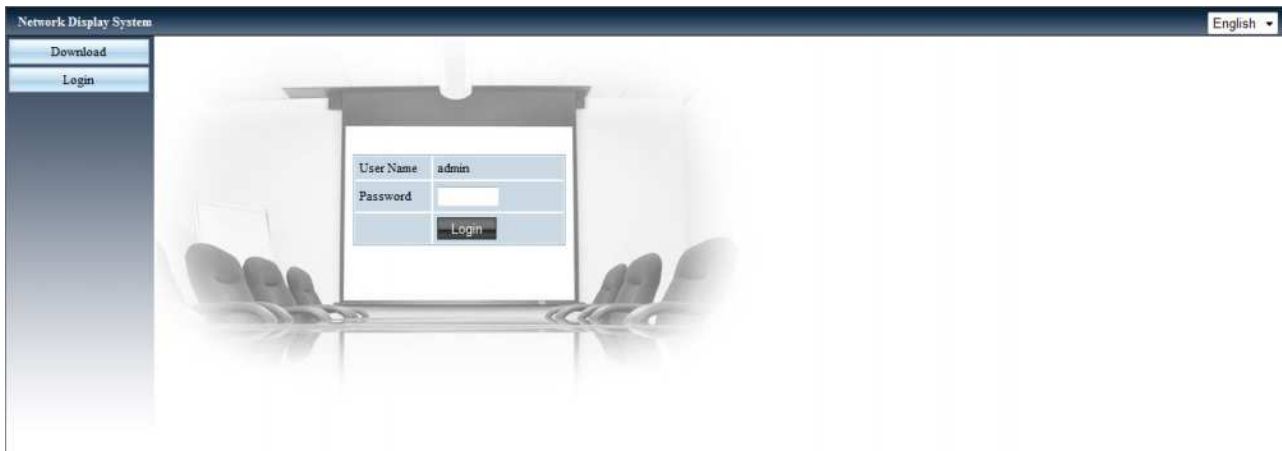 Network Display System
English
Download
Login
User Name admin
Password
Login